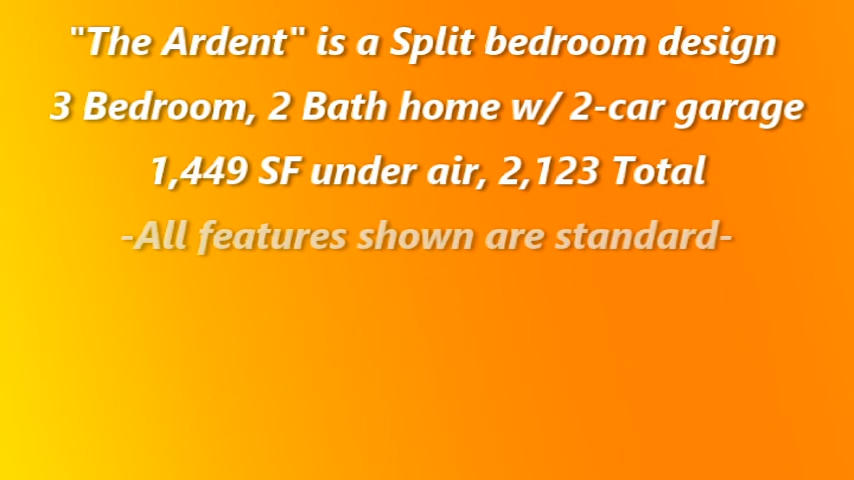 "The Ardent" is a Split bedroom design
3 Bedroom, 2 Bath home w/ 2-car garage
1,449 SF under air, 2,123 Total
-All features shown are standard-